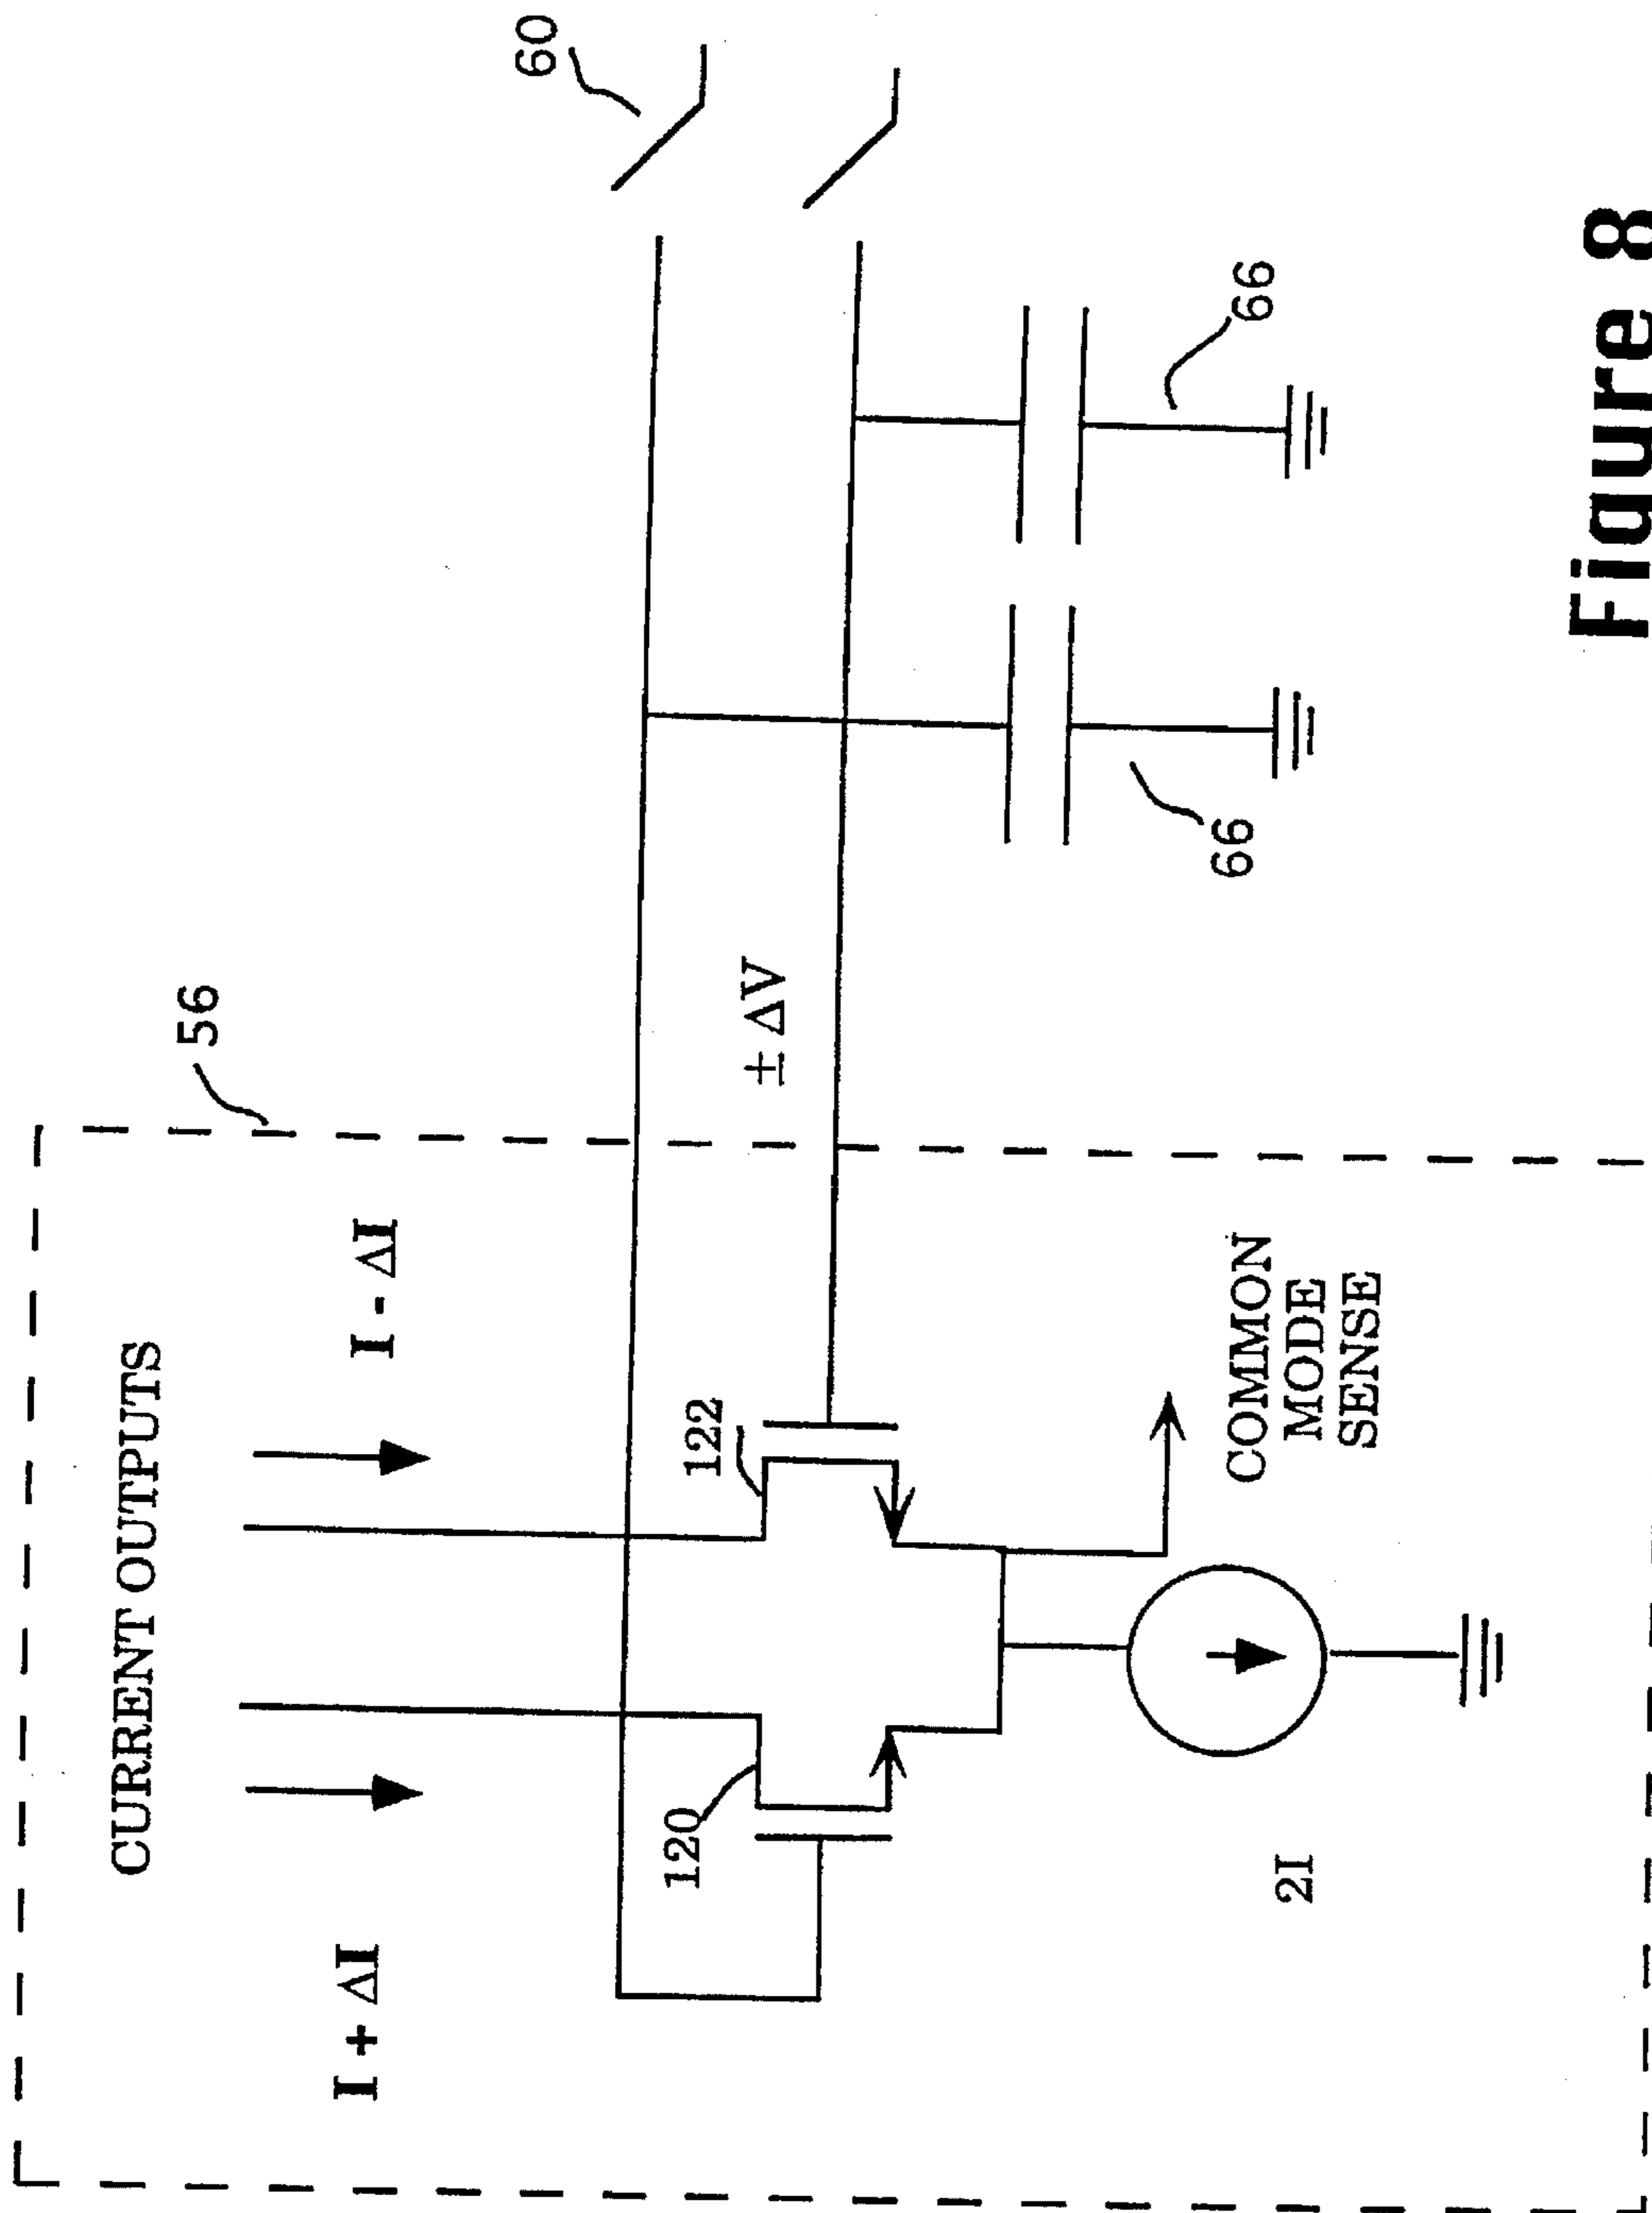 CURRENT OUTPUTS
I + ΔI
I - ΔI
56
60
120
122
± ΔV
2I
COMMON
MODE
SENSE
66
66
Figure 8